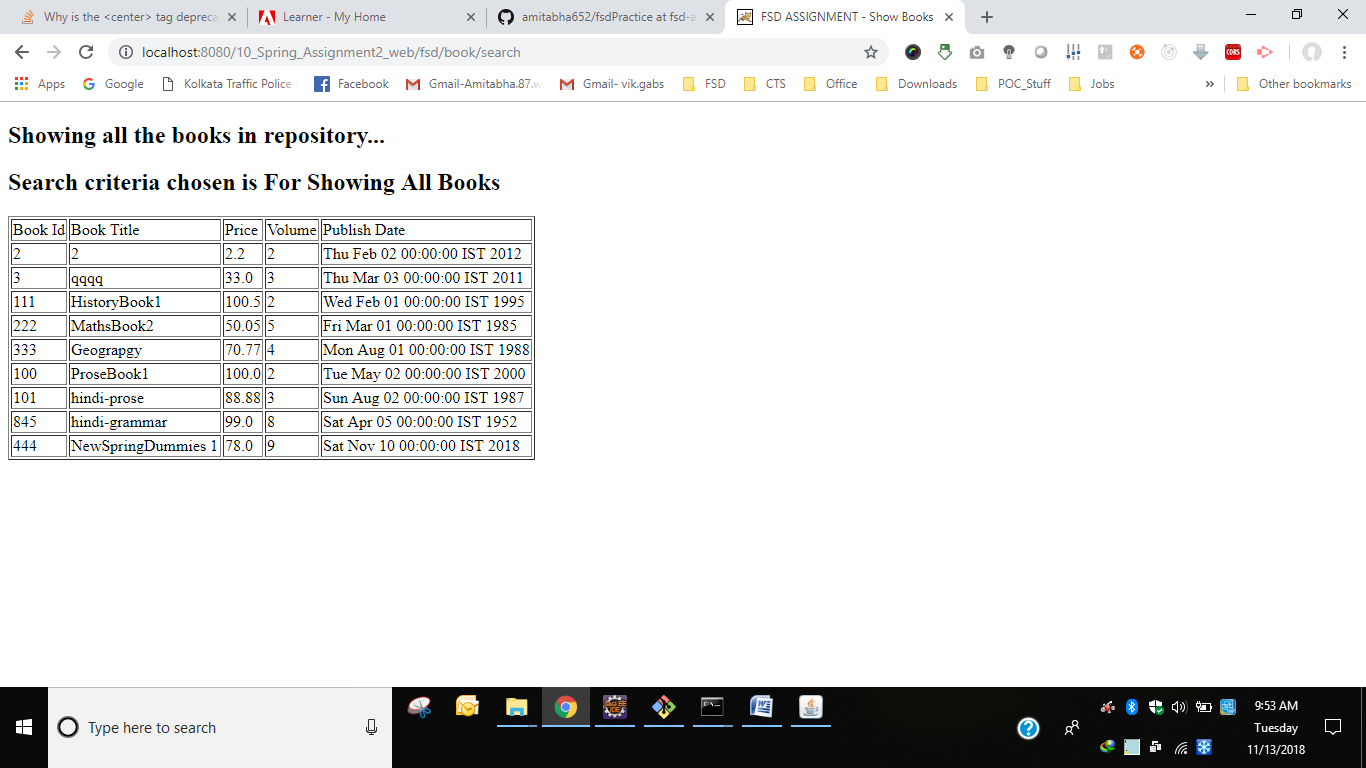 Why is the <center> tag depreca
Learner - My Home
amitabha652/fsdPractice at fsd-a
FSD ASSIGNMENT - Show Books
localhost:8080/10_Spring_Assignment2_web/fsd/book/search
CORS
Apps Google Kolkata Traffic Police Facebook Gmail-Amitabha.87.w Gmail- vik.gabs FSD CTS Office Downloads POC_Stuff Jobs » Other bookmarks
Showing all the books in repository...
Search criteria chosen is For Showing All Books
Book Id Book Title Price Volume Publish Date
2 2 2.2 2 Thu Feb 02 00:00:00 IST 2012
3 qqqq 33.0 3 Thu Mar 03 00:00:00 IST 2011
111 HistoryBook1 100.5 2 Wed Feb 01 00:00:00 IST 1995
222 MathsBook2 50.05 5 Fri Mar 01 00:00:00 IST 1985
333 Geograpgy 70.77 4 Mon Aug 01 00:00:00 IST 1988
100 ProseBook1 100.0 2 Tue May 02 00:00:00 IST 2000
101 hindi-prose 88.88 3 Sun Aug 02 00:00:00 IST 1987
845 hindi-grammar 99.0 8 Sat Apr 05 00:00:00 IST 1952
444 NewSpringDummies 1 78.0 9 Sat Nov 10 00:00:00 IST 2018
Type here to search
9:53 AM
Tuesday
11/13/2018